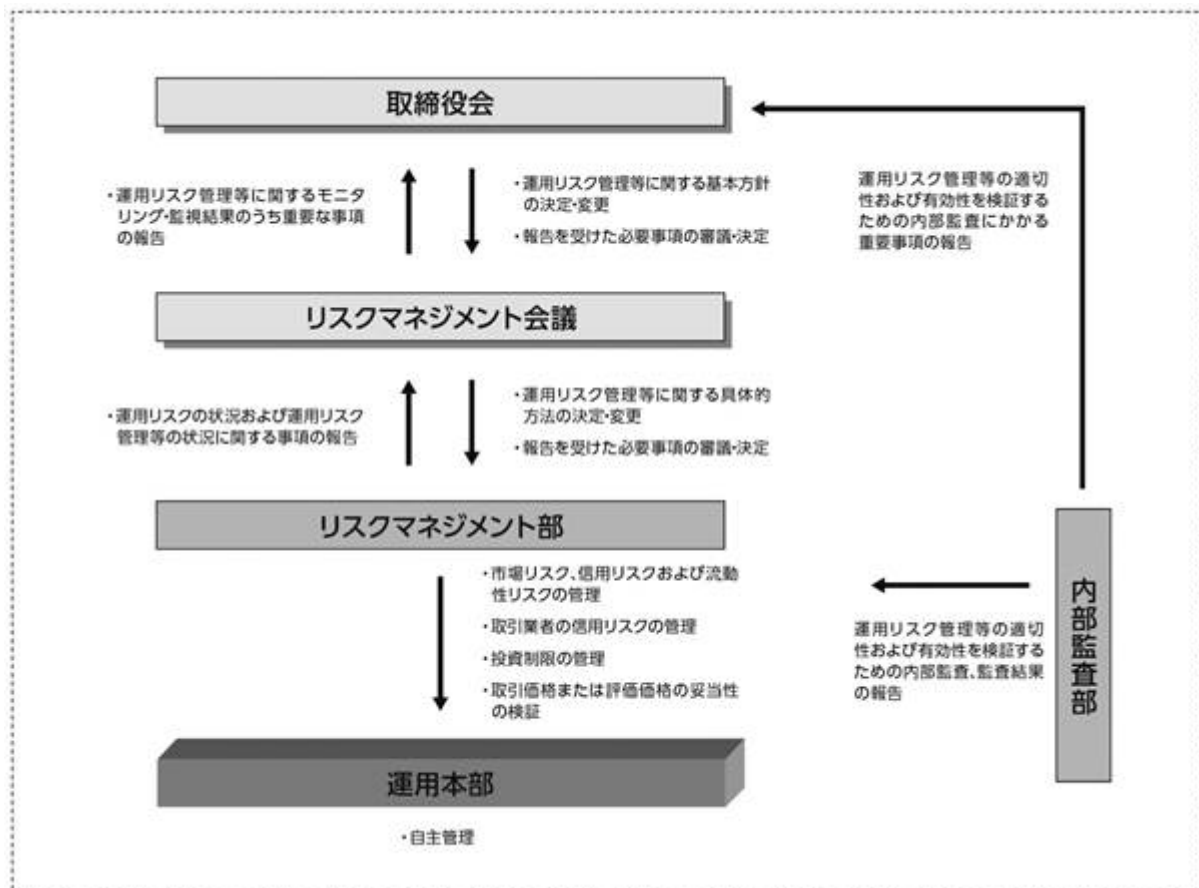 取締役会
・運用リスク管理等に関するモニタ
リング・監視結果のうち重要な事項
の報告
・運用リスク管理等に関する基本方針
の決定・変更
・報告を受けた必要事項の審議・決定
運用リスク管理等の適切
性および有効性を検証する
ための内部監査にかかる
重要事項の報告
リスクマネジメント会議
・運用リスクの状況および運用リスク
管理等の状況に関する事項の報告
・運用リスク管理等に関する具体的
方法の決定・変更
・報告を受けた必要事項の審議・決定
リスクマネジメント部
・市場リスク、信用リスクおよび流動
性リスクの管理
・取引業者の信用リスクの管理
・投資制限の管理
・取引価格または評価価格の妥当性
の検証
運用リスク管理等の適切
性および有効性を検証する
ための内部監査、監査結果
の報告
内部監査部
運用本部
・自主管理